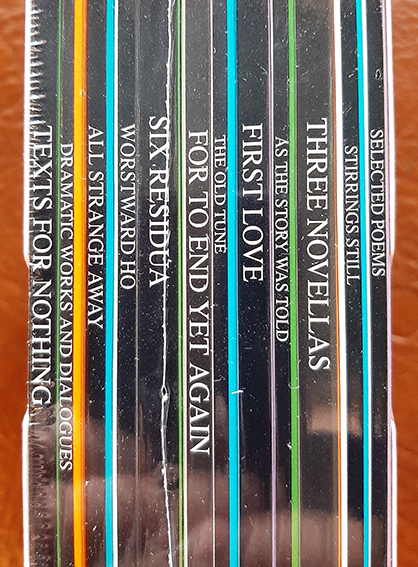 TEXTS FOR NOTHING
DRAMATIC WORKS AND DIALOGUES
ALL STRANGE AWAY
WORSTWARD HO
SIX RESIDUA
FOR TO END YET AGAIN
THE OLD TUNE
FIRST LOVE
AS THE STORY WAS TOLD
THREE NOVELLAS
STIRRINGS STILL
SELECTED POEMS